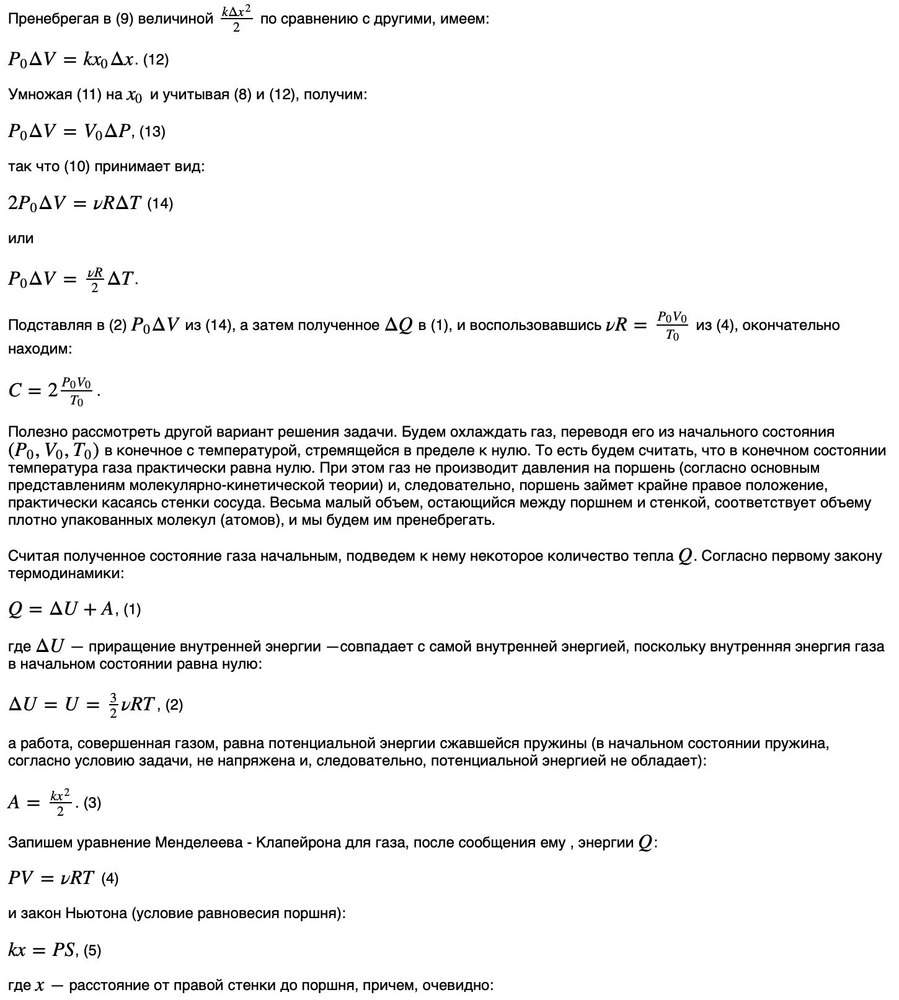 Пренебрегая в (9) величиной $\frac{k\Delta x^2}{2}$ по сравнению с другими, имеем:
$P_0\Delta V = kx_0\Delta x$. (12)
Умножая (11) на $x_0$ и учитывая (8) и (12), получим:
$P_0\Delta V = V_0\Delta P$, (13)
так что (10) принимает вид:
$2P_0\Delta V = \nu R\Delta T$ (14)
или
$P_0\Delta V = \frac{\nu R}{2}\Delta T$.
Подставляя в (2) $P_0\Delta V$ из (14), а затем полученное $\Delta Q$ в (1), и воспользовавшись $\nu R = \frac{P_0V_0}{T_0}$ из (4), окончательно
находим:
$C = 2\frac{P_0V_0}{T_0}$.
Полезно рассмотреть другой вариант решения задачи. Будем охлаждать газ, переводя его из начального состояния
$(P_0, V_0, T_0)$ в конечное с температурой, стремящейся в пределе к нулю. То есть будем считать, что в конечном состоянии
температура газа практически равна нулю. При этом газ не производит давления на поршень (согласно основным
представлениям молекулярно-кинетической теории) и, следовательно, поршень займет крайне правое положение,
практически касаясь стенки сосуда. Весьма малый объем, остающийся между поршнем и стенкой, соответствует объему
плотно упакованных молекул (атомов), и мы будем им пренебрегать.
Считая полученное состояние газа начальным, подведем к нему некоторое количество тепла $Q$. Согласно первому закону
термодинамики:
$Q = \Delta U + A$, (1)
где $\Delta U$ — приращение внутренней энергии —совпадает с самой внутренней энергией, поскольку внутренняя энергия газа
в начальном состоянии равна нулю:
$\Delta U = U = \frac{3}{2}\nu RT$, (2)
а работа, совершенная газом, равна потенциальной энергии сжавшейся пружины (в начальном состоянии пружина,
согласно условию задачи, не напряжена и, следовательно, потенциальной энергией не обладает):
$A = \frac{kx^2}{2}$. (3)
Запишем уравнение Менделеева - Клапейрона для газа, после сообщения ему , энергии $Q$:
$PV = \nu RT$ (4)
и закон Ньютона (условие равновесия поршня):
$kx = PS$, (5)
где $x$ — расстояние от правой стенки до поршня, причем, очевидно: